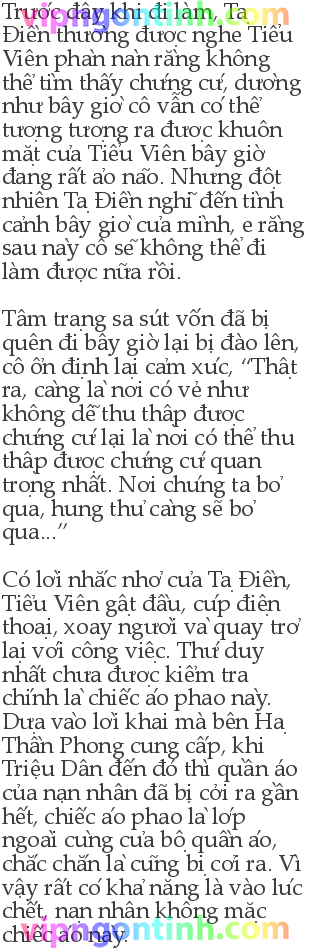 Trước đây khi đi làm, Tạ
vipngontinh.com
Điền thường được nghe Tiểu
Viên phàn nàn rằng không
thể tìm thấy chứng cứ, dường
như bây giờ cô vẫn có thể
tưởng tượng ra được khuôn
mặt của Tiểu Viên bây giờ
đang rất ảo não. Nhưng đột
nhiên Tạ Điền nghĩ đến tình
cảnh bây giờ của mình, e rằng
sau này cô sẽ không thể đi
làm được nữa rồi.
Tâm trạng sa sút vốn đã bị
quên đi bây giờ lại bị đào lên,
cô ổn định lại cảm xúc, “Thật
ra, càng là nơi có vẻ như
không dễ thu thập được
chứng cứ lại là nơi có thể thu
thập được chứng cứ quan
trọng nhất. Nơi chúng ta bỏ
qua, hung thủ càng sẽ bỏ
qua...”
vipngontinh.com
Có lời nhắc nhở của Tạ Điền,
Tiểu Viên gật đầu, cúp điện
thoại, xoay người và quay trở
lại với công việc. Thứ duy
nhất chưa được kiểm tra
chính là chiếc áo phao này.
Dựa vào lời khai mà bên Hạ
Thần Phong cung cấp, khi
Triệu Dân đến đó thì quần áo
của nạn nhân đã bị cởi ra gần
hết, chiếc áo phao là lớp
ngoài cùng của bộ quần áo,
chắc chắn là cũng bị cởi ra. Vì
vậy rất có khả năng là vào lúc
chết, nạn nhân không mặc
vipngontinh.com
chiếc áo này.